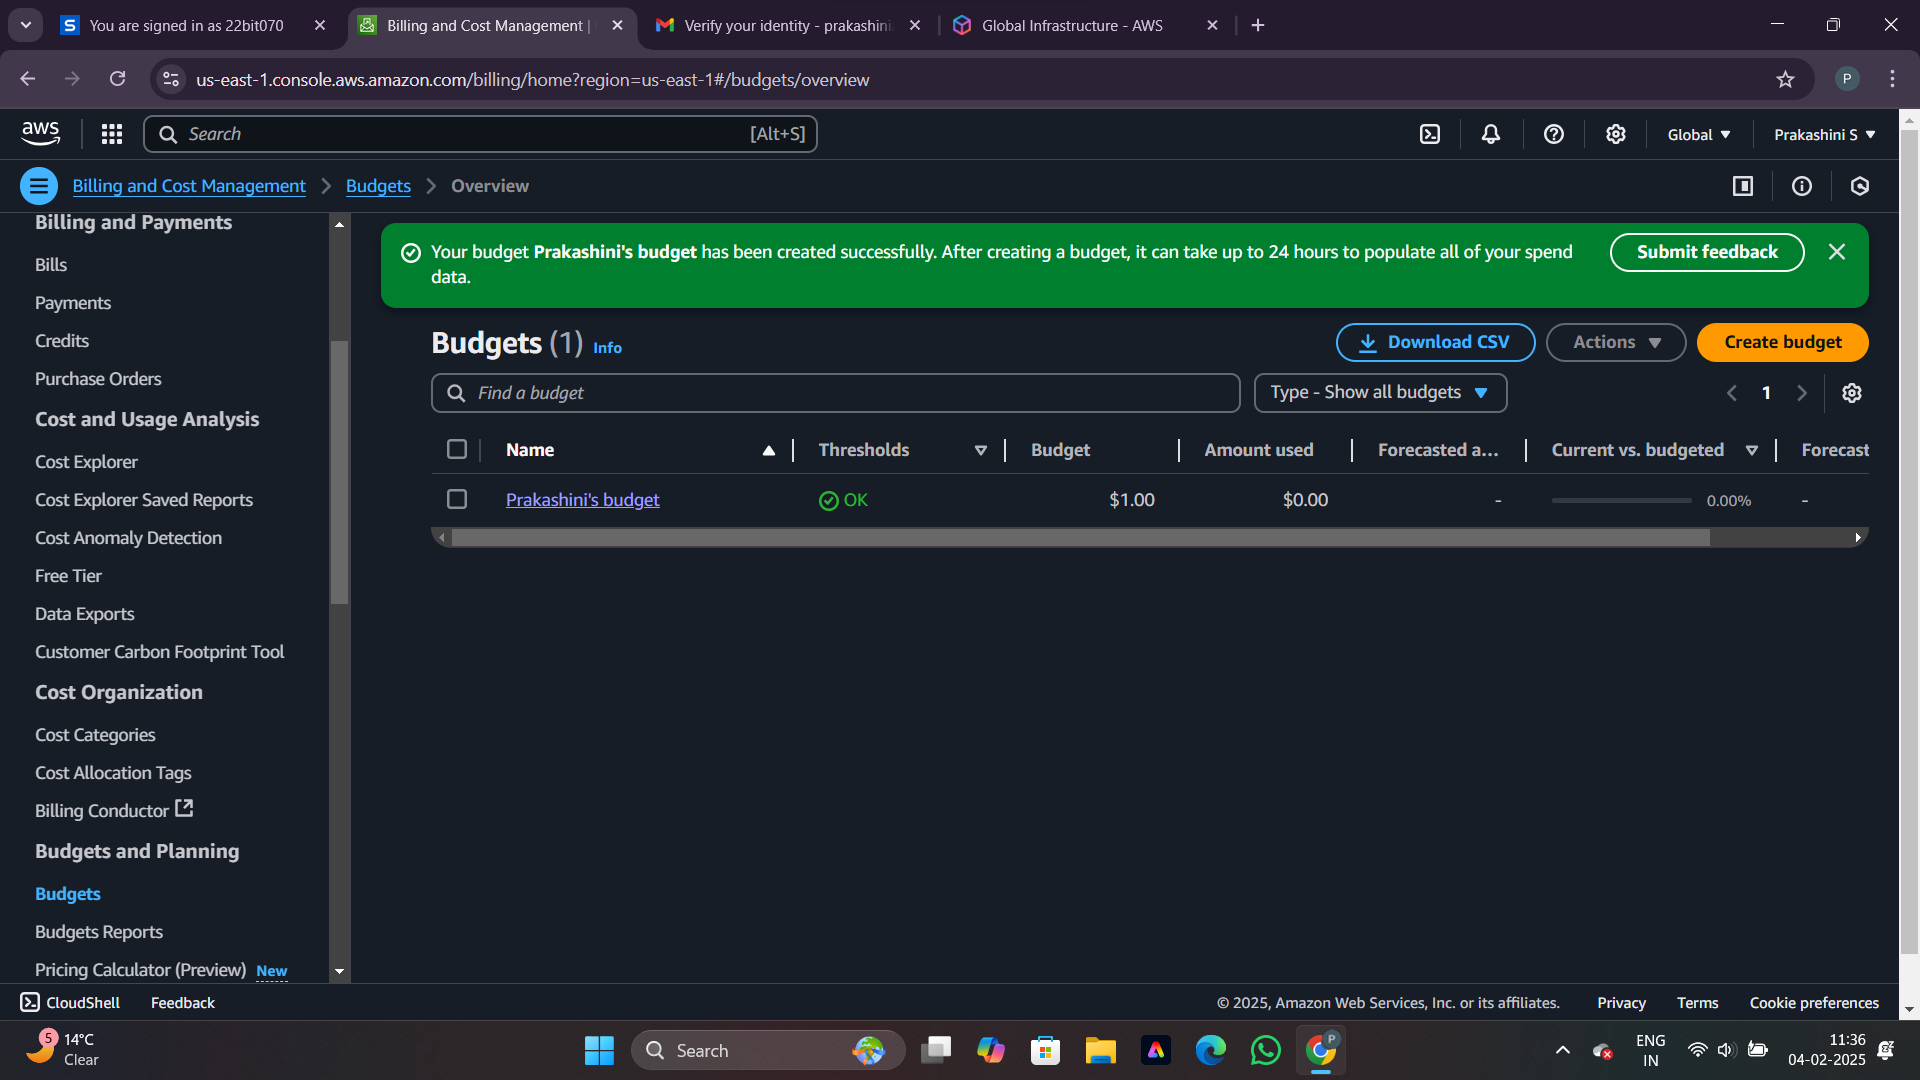 You are signed in as 22bit070
Billing and Cost Management |
Verify your identity - prakashini
Global Infrastructure - AWS
us-east-1.console.aws.amazon.com/billing/home?region=us-east-1#/budgets/overview
P
aws
Search
[Alt+S]
Global
Prakashini S
Billing and Cost Management
Budgets
Overview
Billing and Payments
Bills
Payments
Credits
Purchase Orders
Cost and Usage Analysis
Cost Explorer
Cost Explorer Saved Reports
Cost Anomaly Detection
Free Tier
Data Exports
Customer Carbon Footprint Tool
Cost Organization
Cost Categories
Cost Allocation Tags
Billing Conductor
Budgets and Planning
Budgets
Budgets Reports
Pricing Calculator (Preview) New
Your budget Prakashini's budget has been created successfully. After creating a budget, it can take up to 24 hours to populate all of your spend
data.
Submit feedback
Budgets (1) Info
Download CSV
Actions
Create budget
Find a budget
Type - Show all budgets
1
Name Thresholds Budget Amount used Forecasted a... Current vs. budgeted Forecast
Prakashini's budget OK $1.00 $0.00 - 0.00% -
CloudShell
Feedback
© 2025, Amazon Web Services, Inc. or its affiliates.
Privacy
Terms
Cookie preferences
5
14°C
Clear
Search
P
ENG
IN
11:36
04-02-2025